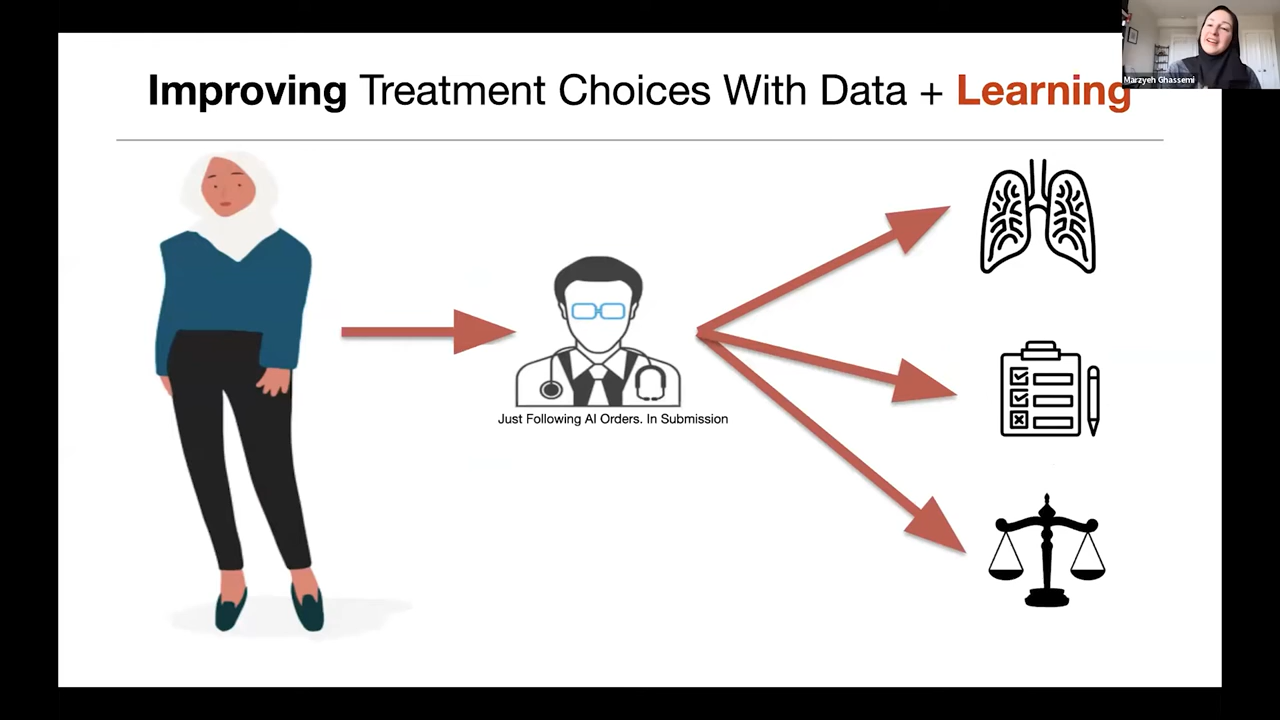 Improving Treatment Choices With Data + Learning
Marzyeh Ghassemi
Just Following AI Orders. In Submission